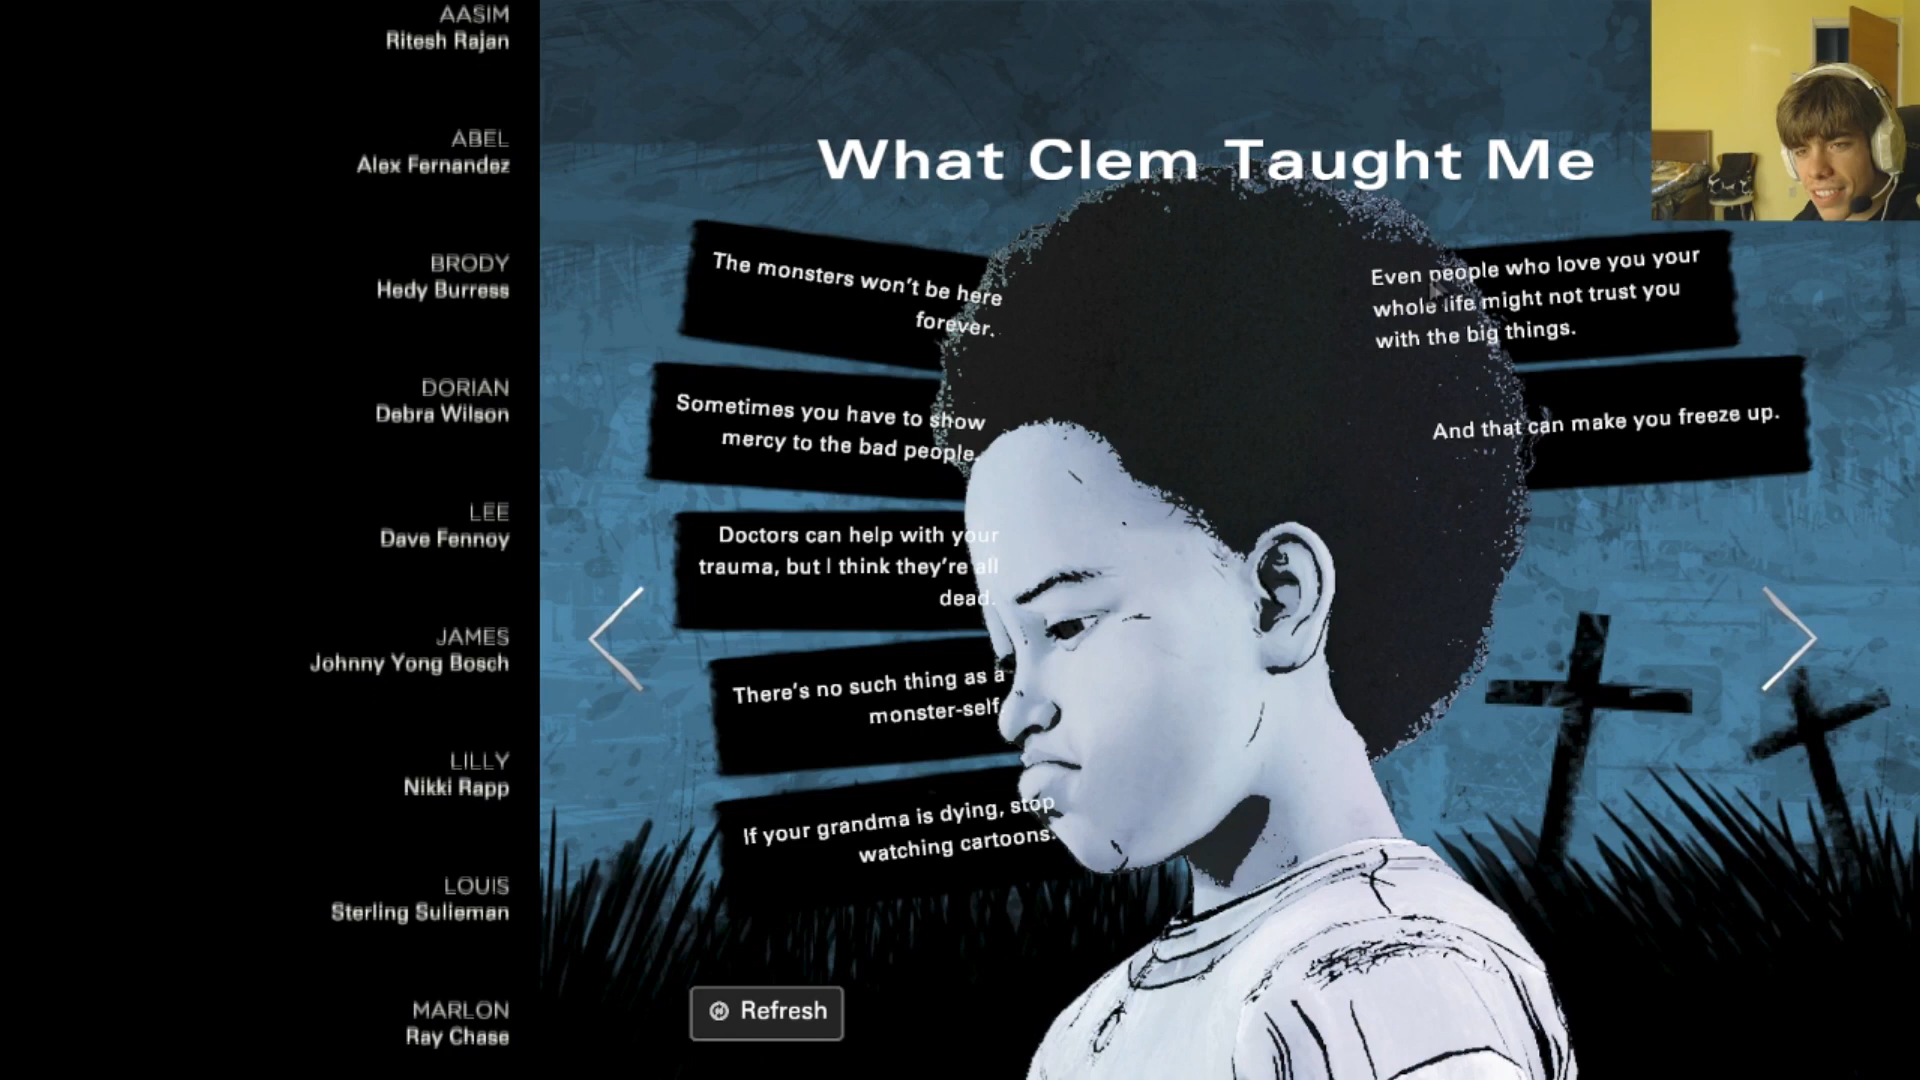 AASIM
Ritesh Rajan
ABEL
Alex Fernandez
BRODY
Hedy Burress
DORIAN
Debra Wilson
LEE
Dave Fennoy
JAMES
Johnny Yong Bosch
LILLY
Nikki Rapp
LOUIS
Sterling Sulieman
MARLON
Ray Chase
What Clem Taught Me
The monsters won't be here
forever.
Sometimes you have to show
mercy to the bad people.
Doctors can help with your
trauma, but I think they're all
dead.
There's no such thing as a
monster-self.
If your grandma is dying, stop
watching cartoons.
Even people who love you your
whole life might not trust you
with the big things.
And that can make you freeze up.
Refresh